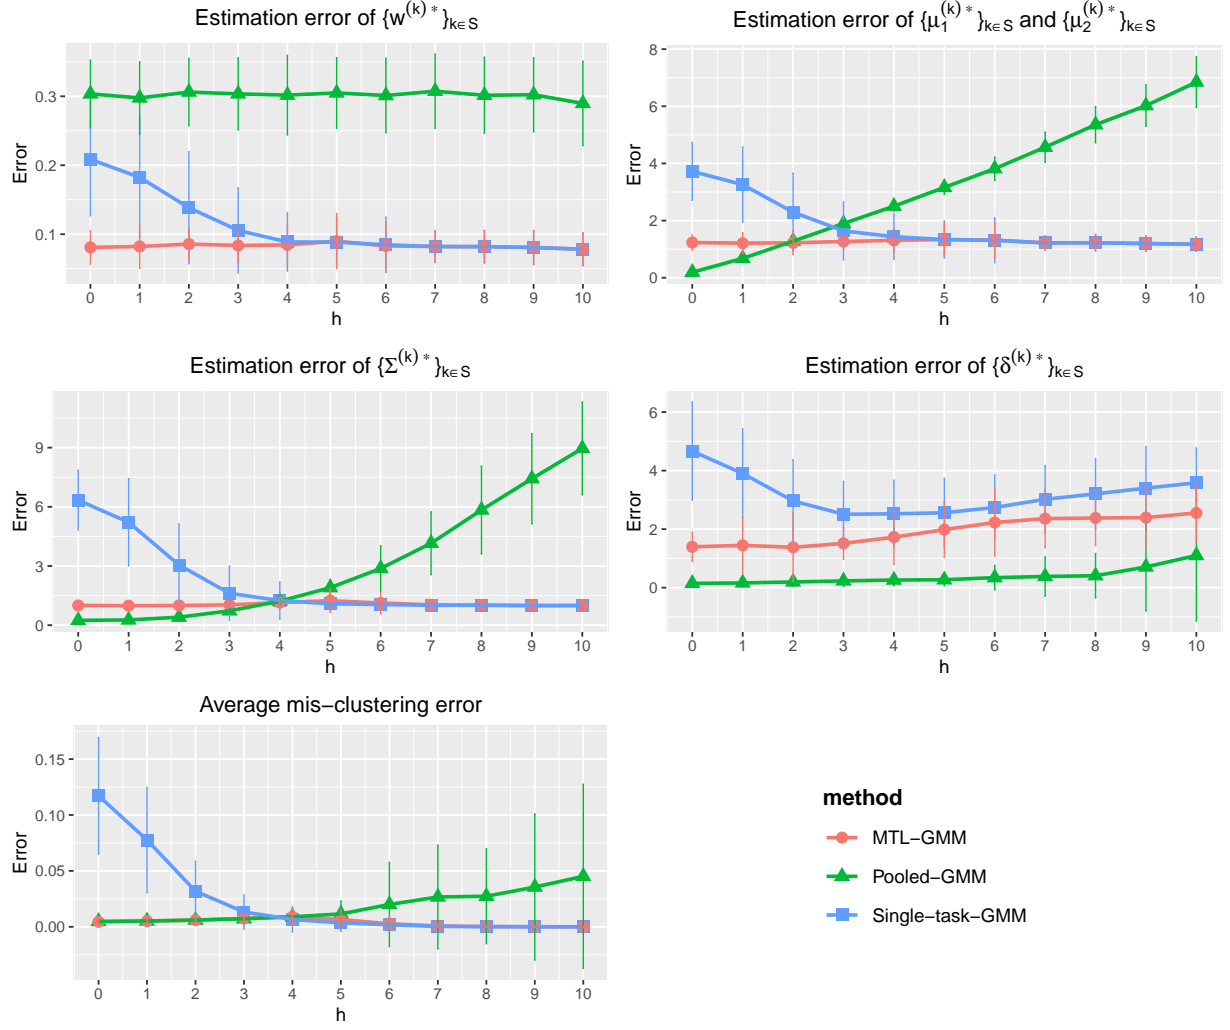 Estimation error of {w^(k)*}_k∈S
Error
0.3
0.2
0.1
0 1 2 3 4 5 6 7 8 9 10
h
Estimation error of {μ_1^(k)*}_k∈S and {μ_2^(k)*}_k∈S
Error
8
6
4
2
0
0 1 2 3 4 5 6 7 8 9 10
h
Estimation error of {Σ^(k)*}_k∈S
Error
9
6
3
0
0 1 2 3 4 5 6 7 8 9 10
h
Estimation error of {δ^(k)*}_k∈S
Error
6
4
2
0
0 1 2 3 4 5 6 7 8 9 10
h
Average mis−clustering error
Error
0.15
0.10
0.05
0.00
0 1 2 3 4 5 6 7 8 9 10
h
method
MTL−GMM
Pooled−GMM
Single−task−GMM